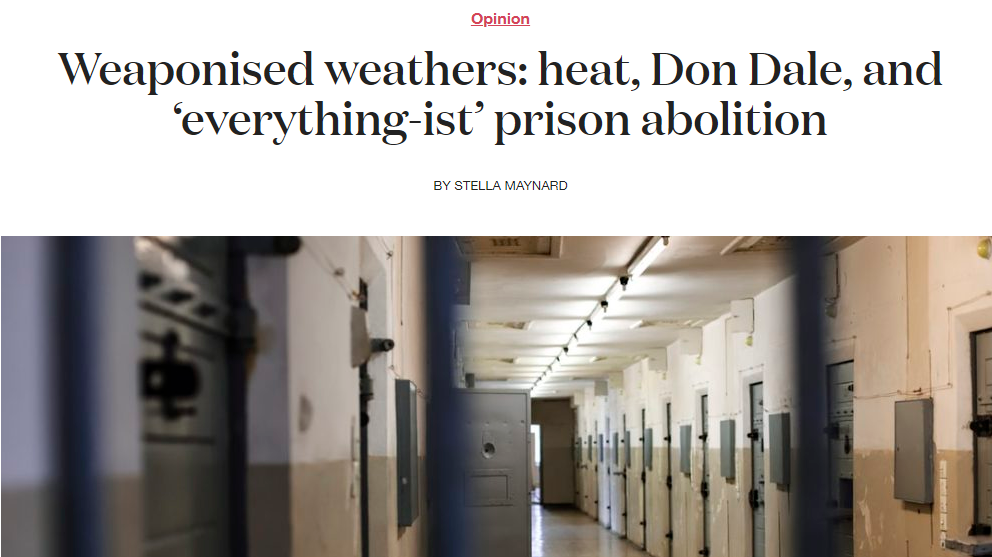 Opinion
Weaponised weathers: heat, Don Dale, and
‘everything-ist’ prison abolition
BY STELLA MAYNARD